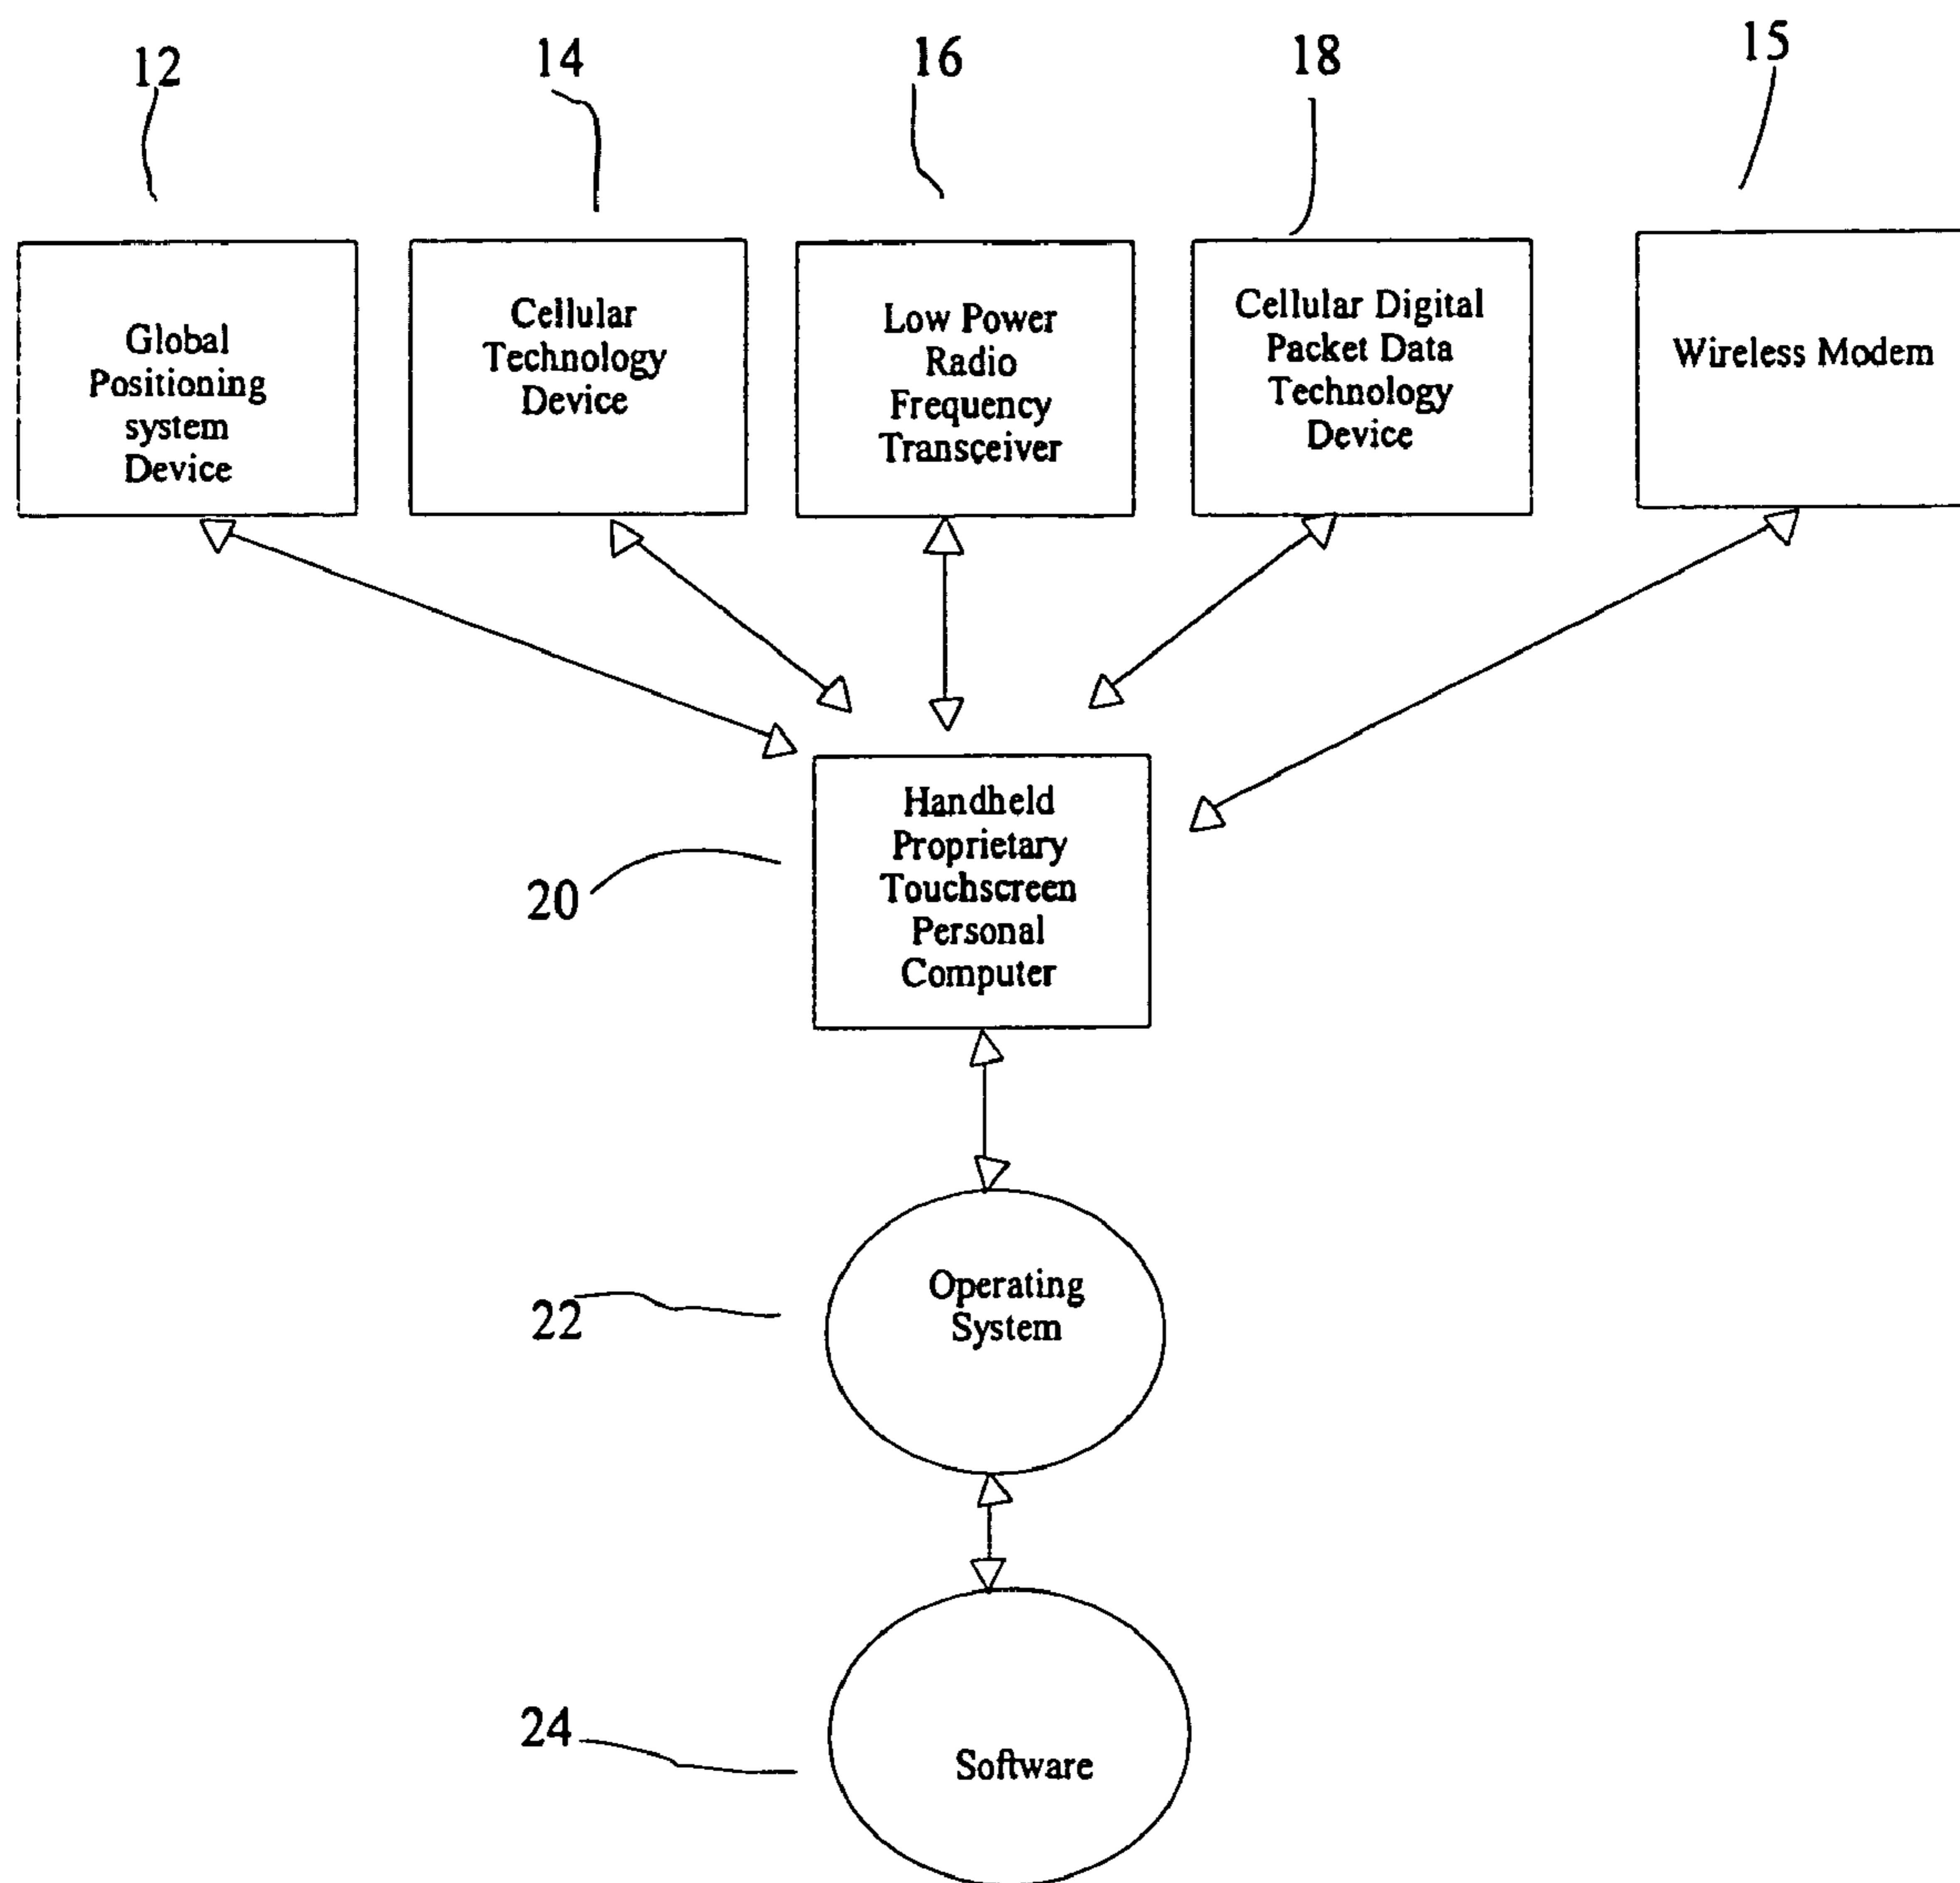 12
14
16
18
15
Global
Positioning
system
Device
Cellular
Technology
Device
Low Power
Radio
Frequency
Transceiver
Cellular Digital
Packet Data
Technology
Device
Wireless Modem
Handheld
Proprietary
Touchscreen
Personal
Computer
20
Operating
System
22
24
Software